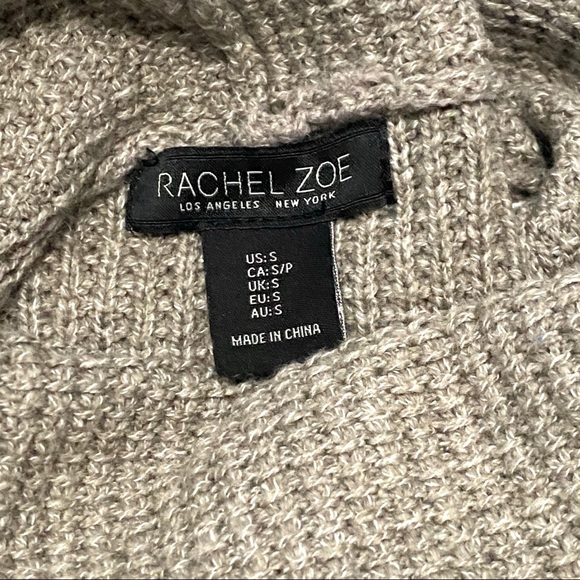 RACHEL ZOE
LOS ANGELES NEW YORK
US: S
CA: S/P
UK: S
EU: S
AU: S
MADE IN CHINA